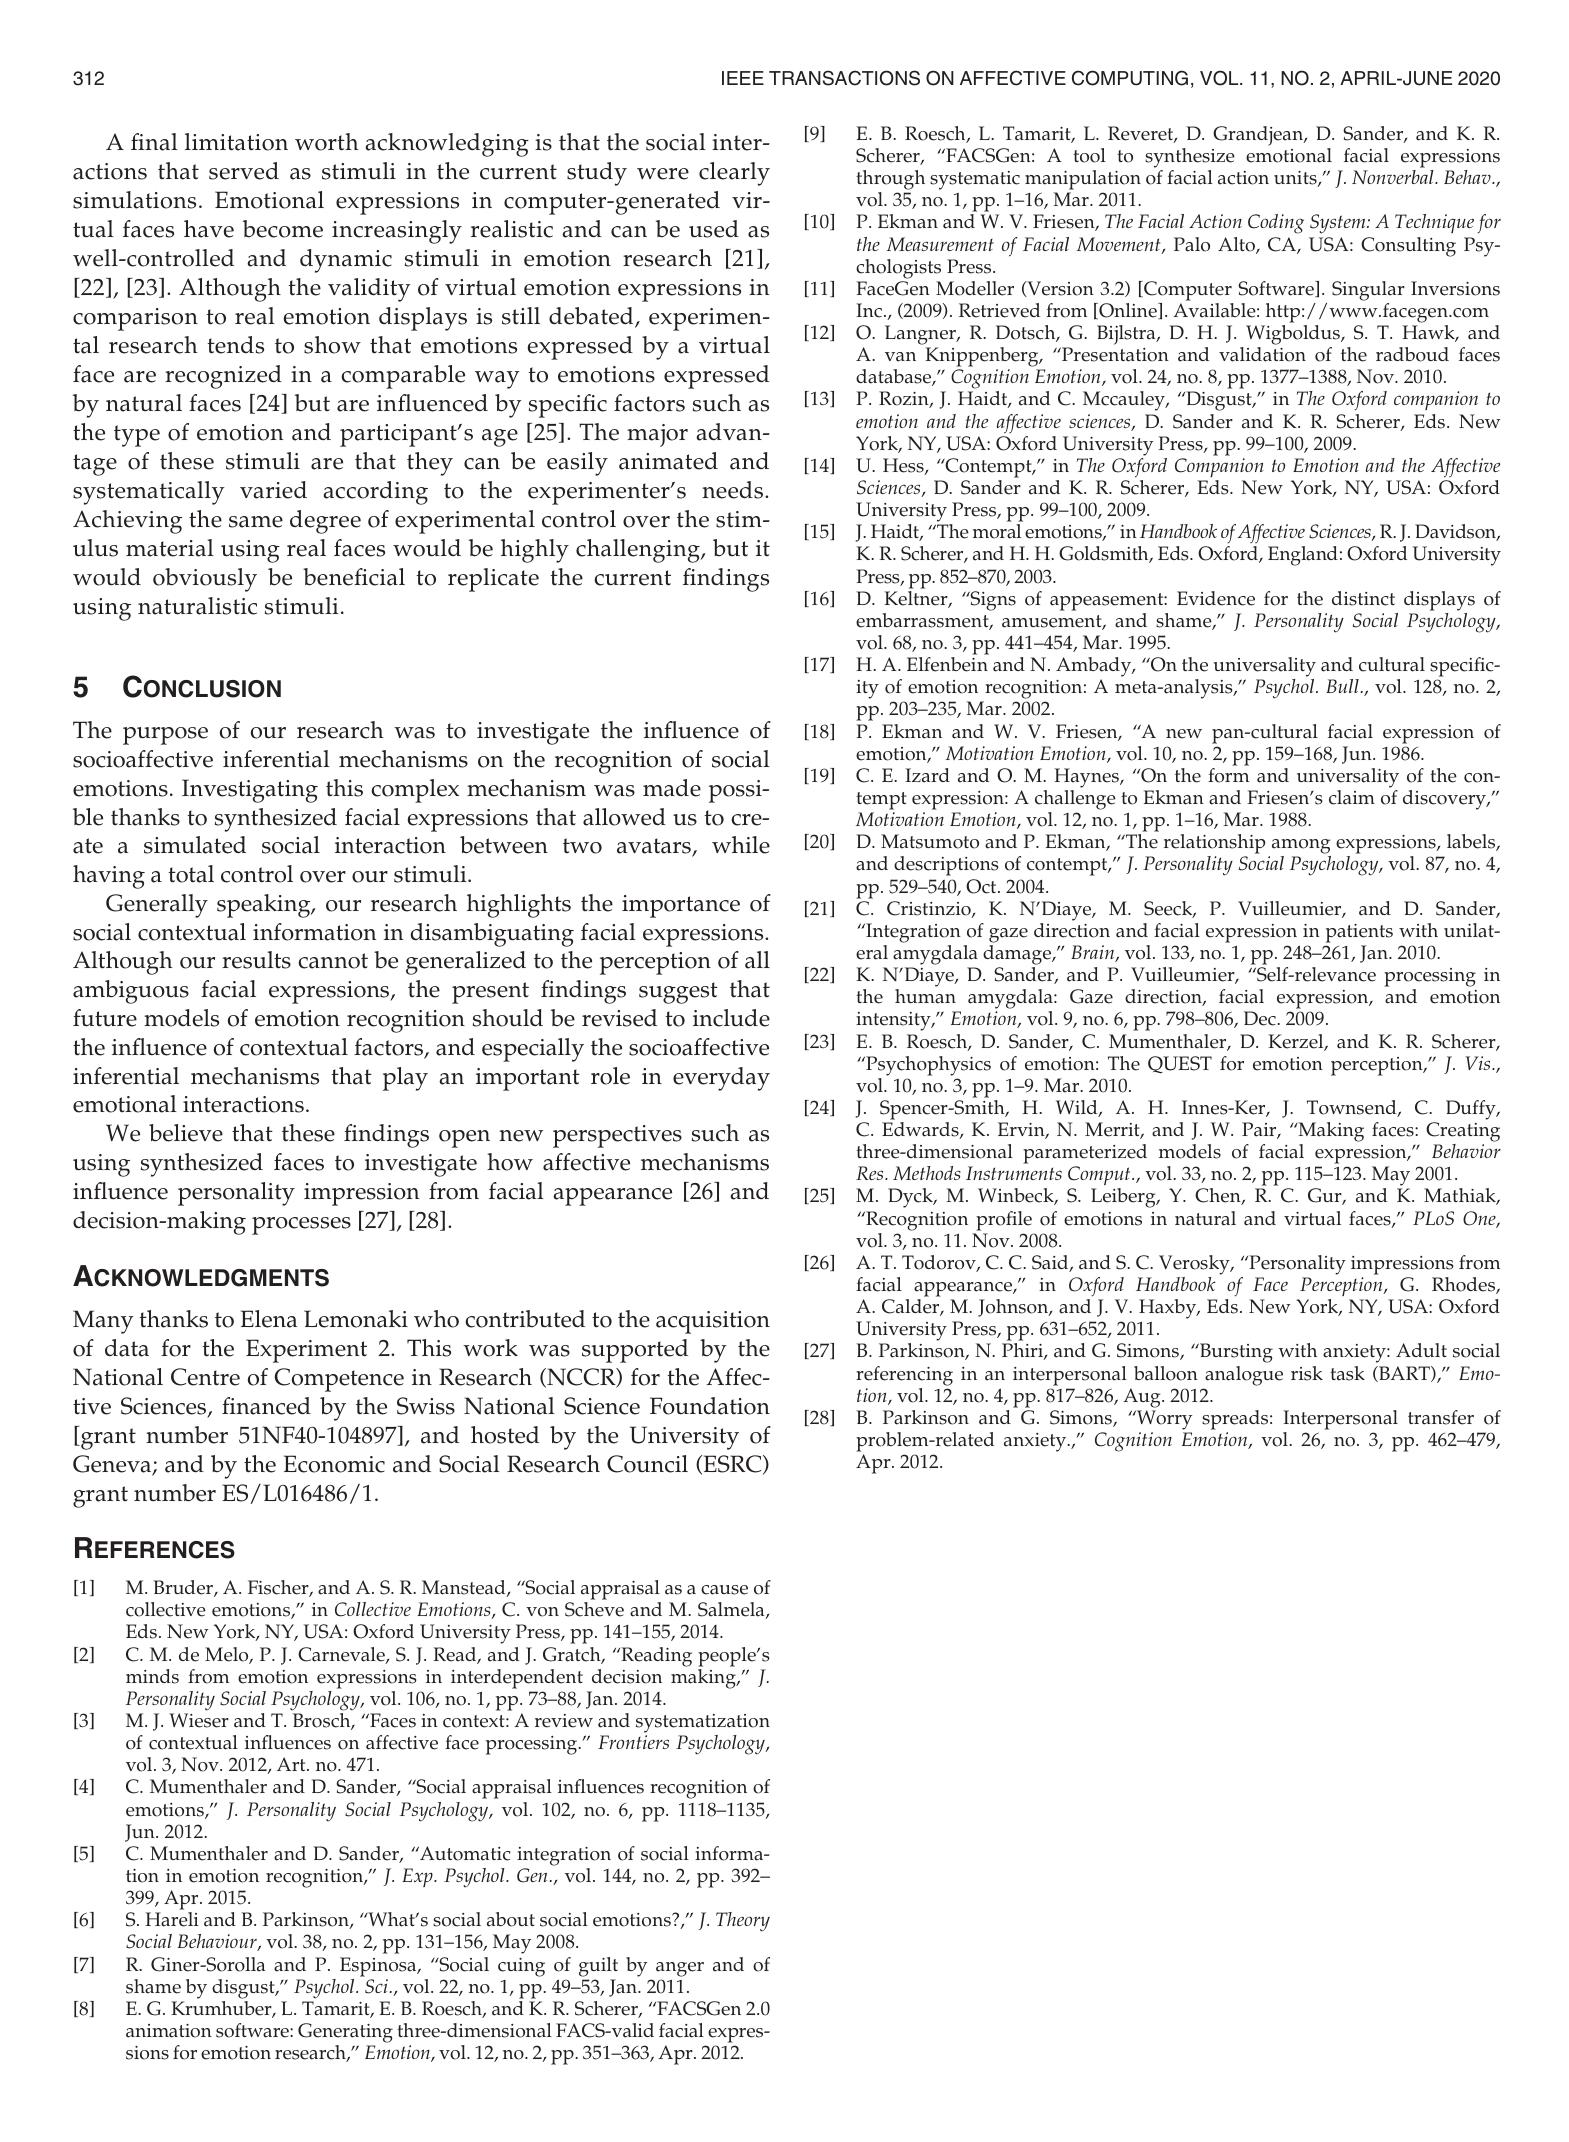 312
IEEE TRANSACTIONS ON AFFECTIVE COMPUTING, VOL. 11, NO. 2, APRIL-JUNE 2020
A final limitation worth acknowledging is that the social inter-
actions that served as stimuli in the current study were clearly
simulations. Emotional expressions in computer-generated vir-
tual faces have become increasingly realistic and can be used as
well-controlled and dynamic stimuli in emotion research [21],
[22], [23]. Although the validity of virtual emotion expressions in
comparison to real emotion displays is still debated, experimen-
tal research tends to show that emotions expressed by a virtual
face are recognized in a comparable way to emotions expressed
by natural faces [24] but are influenced by specific factors such as
the type of emotion and participant's age [25]. The major advan-
tage of these stimuli are that they can be easily animated and
systematically varied according to the experimenter's needs.
Achieving the same degree of experimental control over the stim-
ulus material using real faces would be highly challenging, but it
would obviously be beneficial to replicate the current findings
using naturalistic stimuli.
5 CONCLUSION
The purpose of our research was to investigate the influence of
socioaffective inferential mechanisms on the recognition of social
emotions. Investigating this complex mechanism was made possi-
ble thanks to synthesized facial expressions that allowed us to cre-
ate a simulated social interaction between two avatars, while
having a total control over our stimuli.
Generally speaking, our research highlights the importance of
social contextual information in disambiguating facial expressions.
Although our results cannot be generalized to the perception of all
ambiguous facial expressions, the present findings suggest that
future models of emotion recognition should be revised to include
the influence of contextual factors, and especially the socioaffective
inferential mechanisms that play an important role in everyday
emotional interactions.
We believe that these findings open new perspectives such as
using synthesized faces to investigate how affective mechanisms
influence personality impression from facial appearance [26] and
decision-making processes [27], [28].
ACKNOWLEDGMENTS
Many thanks to Elena Lemonaki who contributed to the acquisition
of data for the Experiment 2. This work was supported by the
National Centre of Competence in Research (NCCR) for the Affec-
tive Sciences, financed by the Swiss National Science Foundation
[grant number 51NF40-104897], and hosted by the University of
Geneva; and by the Economic and Social Research Council (ESRC)
grant number ES/L016486/1.
REFERENCES
[1] M. Bruder, A. Fischer, and A. S. R. Manstead, “Social appraisal as a cause of
collective emotions,” in Collective Emotions, C. von Scheve and M. Salmela,
Eds. New York, NY, USA: Oxford University Press, pp. 141–155, 2014.
[2] C. M. de Melo, P. J. Carnevale, S. J. Read, and J. Gratch, “Reading people's
minds from emotion expressions in interdependent decision making,” J.
Personality Social Psychology, vol. 106, no. 1, pp. 73–88, Jan. 2014.
[3] M. J. Wieser and T. Brosch, “Faces in context: A review and systematization
of contextual influences on affective face processing.” Frontiers Psychology,
vol. 3, Nov. 2012, Art. no. 471.
[4] C. Mumenthaler and D. Sander, “Social appraisal influences recognition of
emotions,” J. Personality Social Psychology, vol. 102, no. 6, pp. 1118–1135,
Jun. 2012.
[5] C. Mumenthaler and D. Sander, “Automatic integration of social informa-
tion in emotion recognition,” J. Exp. Psychol. Gen., vol. 144, no. 2, pp. 392–
399, Apr. 2015.
[6] S. Hareli and B. Parkinson, “What's social about social emotions?,” J. Theory
Social Behaviour, vol. 38, no. 2, pp. 131–156, May 2008.
[7] R. Giner-Sorolla and P. Espinosa, “Social cuing of guilt by anger and of
shame by disgust,” Psychol. Sci., vol. 22, no. 1, pp. 49–53, Jan. 2011.
[8] E. G. Krumhuber, L. Tamarit, E. B. Roesch, and K. R. Scherer, “FACSGen 2.0
animation software: Generating three-dimensional FACS-valid facial expres-
sions for emotion research,” Emotion, vol. 12, no. 2, pp. 351–363, Apr. 2012.
[9] E. B. Roesch, L. Tamarit, L. Reveret, D. Grandjean, D. Sander, and K. R.
Scherer, “FACSGen: A tool to synthesize emotional facial expressions
through systematic manipulation of facial action units,” J. Nonverbal. Behav.,
vol. 35, no. 1, pp. 1–16, Mar. 2011.
[10] P. Ekman and W. V. Friesen, The Facial Action Coding System: A Technique for
the Measurement of Facial Movement, Palo Alto, CA, USA: Consulting Psy-
chologists Press.
[11] FaceGen Modeller (Version 3.2) [Computer Software]. Singular Inversions
Inc., (2009). Retrieved from [Online]. Available: http://www.facegen.com
[12] O. Langner, R. Dotsch, G. Bijlstra, D. H. J. Wigboldus, S. T. Hawk, and
A. van Knippenberg, “Presentation and validation of the radboud faces
database,” Cognition Emotion, vol. 24, no. 8, pp. 1377–1388, Nov. 2010.
[13] P. Rozin, J. Haidt, and C. Mccauley, “Disgust,” in The Oxford companion to
emotion and the affective sciences, D. Sander and K. R. Scherer, Eds. New
York, NY, USA: Oxford University Press, pp. 99–100, 2009.
[14] U. Hess, “Contempt,” in The Oxford Companion to Emotion and the Affective
Sciences, D. Sander and K. R. Scherer, Eds. New York, NY, USA: Oxford
University Press, pp. 99–100, 2009.
[15] J. Haidt, “The moral emotions,” in Handbook of Affective Sciences, R. J. Davidson,
K. R. Scherer, and H. H. Goldsmith, Eds. Oxford, England: Oxford University
Press, pp. 852–870, 2003.
[16] D. Keltner, “Signs of appeasement: Evidence for the distinct displays of
embarrassment, amusement, and shame,” J. Personality Social Psychology,
vol. 68, no. 3, pp. 441–454, Mar. 1995.
[17] H. A. Elfenbein and N. Ambady, “On the universality and cultural specific-
ity of emotion recognition: A meta-analysis,” Psychol. Bull., vol. 128, no. 2,
pp. 203–235, Mar. 2002.
[18] P. Ekman and W. V. Friesen, “A new pan-cultural facial expression of
emotion,” Motivation Emotion, vol. 10, no. 2, pp. 159–168, Jun. 1986.
[19] C. E. Izard and O. M. Haynes, “On the form and universality of the con-
tempt expression: A challenge to Ekman and Friesen's claim of discovery,”
Motivation Emotion, vol. 12, no. 1, pp. 1–16, Mar. 1988.
[20] D. Matsumoto and P. Ekman, “The relationship among expressions, labels,
and descriptions of contempt,” J. Personality Social Psychology, vol. 87, no. 4,
pp. 529–540, Oct. 2004.
[21] C. Cristinzio, K. N'Diaye, M. Seeck, P. Vuilleumier, and D. Sander,
“Integration of gaze direction and facial expression in patients with unilat-
eral amygdala damage,” Brain, vol. 133, no. 1, pp. 248–261, Jan. 2010.
[22] K. N'Diaye, D. Sander, and P. Vuilleumier, “Self-relevance processing in
the human amygdala: Gaze direction, facial expression, and emotion
intensity,” Emotion, vol. 9, no. 6, pp. 798–806, Dec. 2009.
[23] E. B. Roesch, D. Sander, C. Mumenthaler, D. Kerzel, and K. R. Scherer,
“Psychophysics of emotion: The QUEST for emotion perception,” J. Vis.,
vol. 10, no. 3, pp. 1–9. Mar. 2010.
[24] J. Spencer-Smith, H. Wild, A. H. Innes-Ker, J. Townsend, C. Duffy,
C. Edwards, K. Ervin, N. Merrit, and J. W. Pair, “Making faces: Creating
three-dimensional parameterized models of facial expression,” Behavior
Res. Methods Instruments Comput., vol. 33, no. 2, pp. 115–123. May 2001.
[25] M. Dyck, M. Winbeck, S. Leiberg, Y. Chen, R. C. Gur, and K. Mathiak,
“Recognition profile of emotions in natural and virtual faces,” PLoS One,
vol. 3, no. 11. Nov. 2008.
[26] A. T. Todorov, C. C. Said, and S. C. Verosky, “Personality impressions from
facial appearance,” in Oxford Handbook of Face Perception, G. Rhodes,
A. Calder, M. Johnson, and J. V. Haxby, Eds. New York, NY, USA: Oxford
University Press, pp. 631–652, 2011.
[27] B. Parkinson, N. Phiri, and G. Simons, “Bursting with anxiety: Adult social
referencing in an interpersonal balloon analogue risk task (BART),” Emo-
tion, vol. 12, no. 4, pp. 817–826, Aug. 2012.
[28] B. Parkinson and G. Simons, “Worry spreads: Interpersonal transfer of
problem-related anxiety.,” Cognition Emotion, vol. 26, no. 3, pp. 462–479,
Apr. 2012.